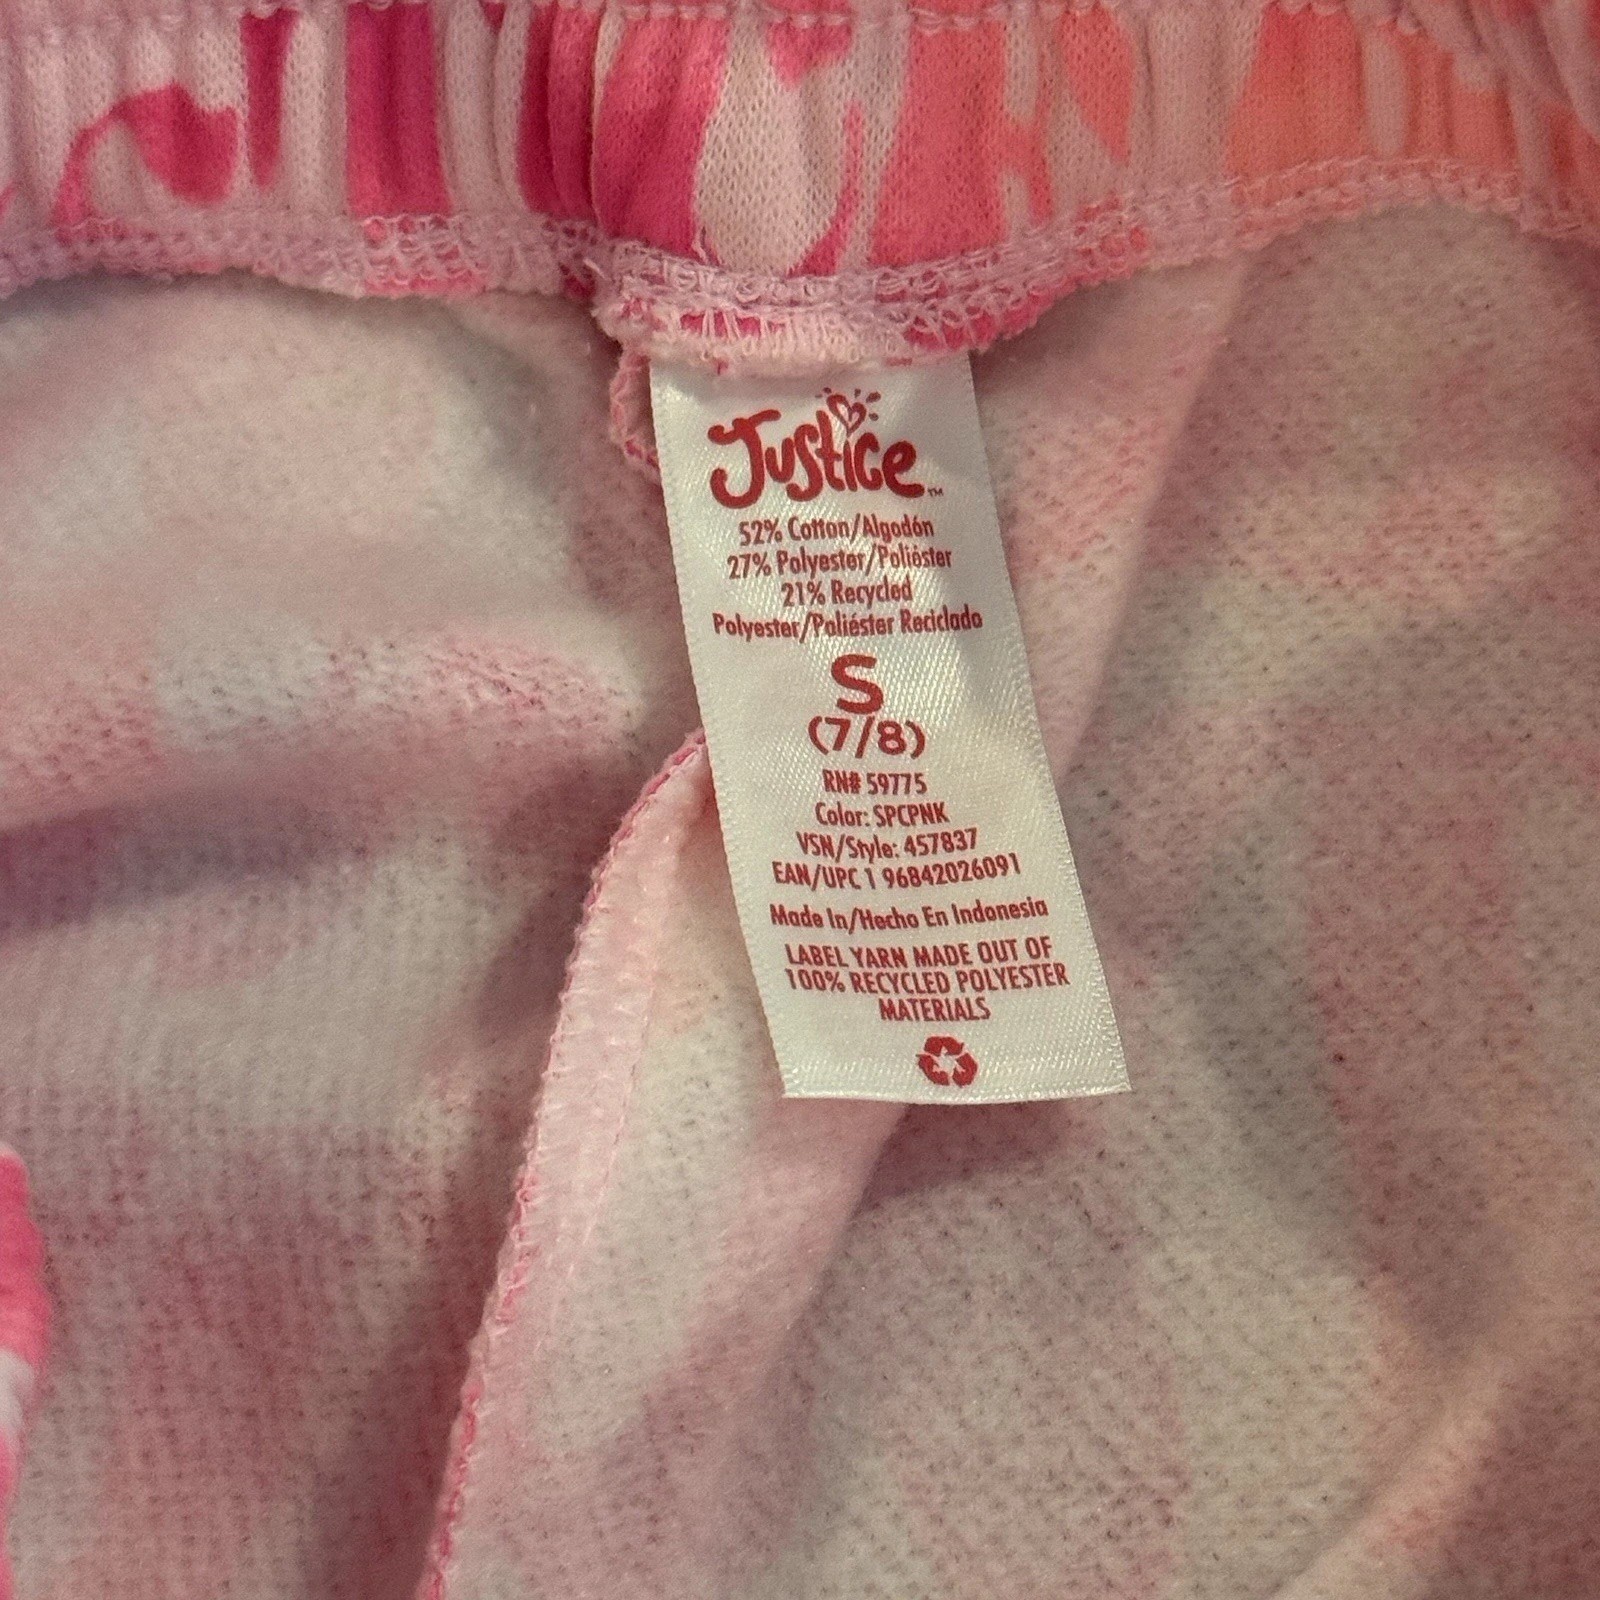 Justice™
52% Cotton/Algodón
27% Polyester/Poliéster
21% Recycled
Polyester/Poliéster Reciclado
S
(7/8)
RN# 59775
Color: SPCPNK
VSN/Style: 457837
EAN/UPC 1 96842026091
Made In/Hecho En Indonesia
LABEL YARN MADE OUT OF
100% RECYCLED POLYESTER
MATERIALS